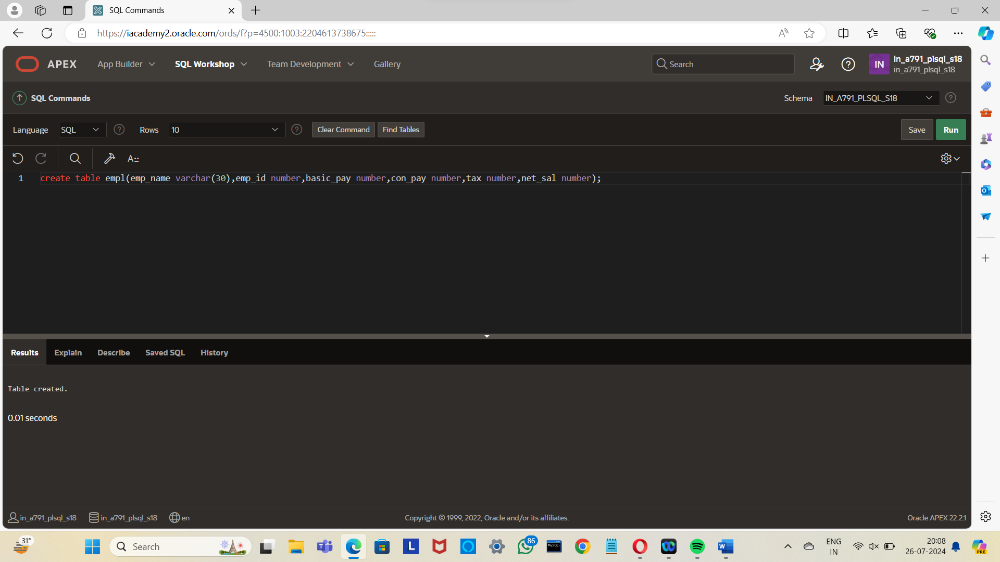 SQL Commands
https://iacademy2.oracle.com/ords/f?p=4500:1003:2204613738675:::::
APEX App Builder SQL Workshop Team Development Gallery Search IN in_a791_plsql_s18
in_a791_plsql_s18
SQL Commands Schema IN_A791_PLSQL_S18
Language SQL Rows 10 Clear Command Find Tables Save Run
1 create table empl(emp_name varchar(30),emp_id number,basic_pay number,con_pay number,tax number,net_sal number);
Results Explain Describe Saved SQL History
Table created.
0.01 seconds
in_a791_plsql_s18 in_a791_plsql_s18 en Copyright © 1999, 2022, Oracle and/or its affiliates. Oracle APEX 22.2.1
31° Search 86 ENG 20:08
IN 26-07-2024